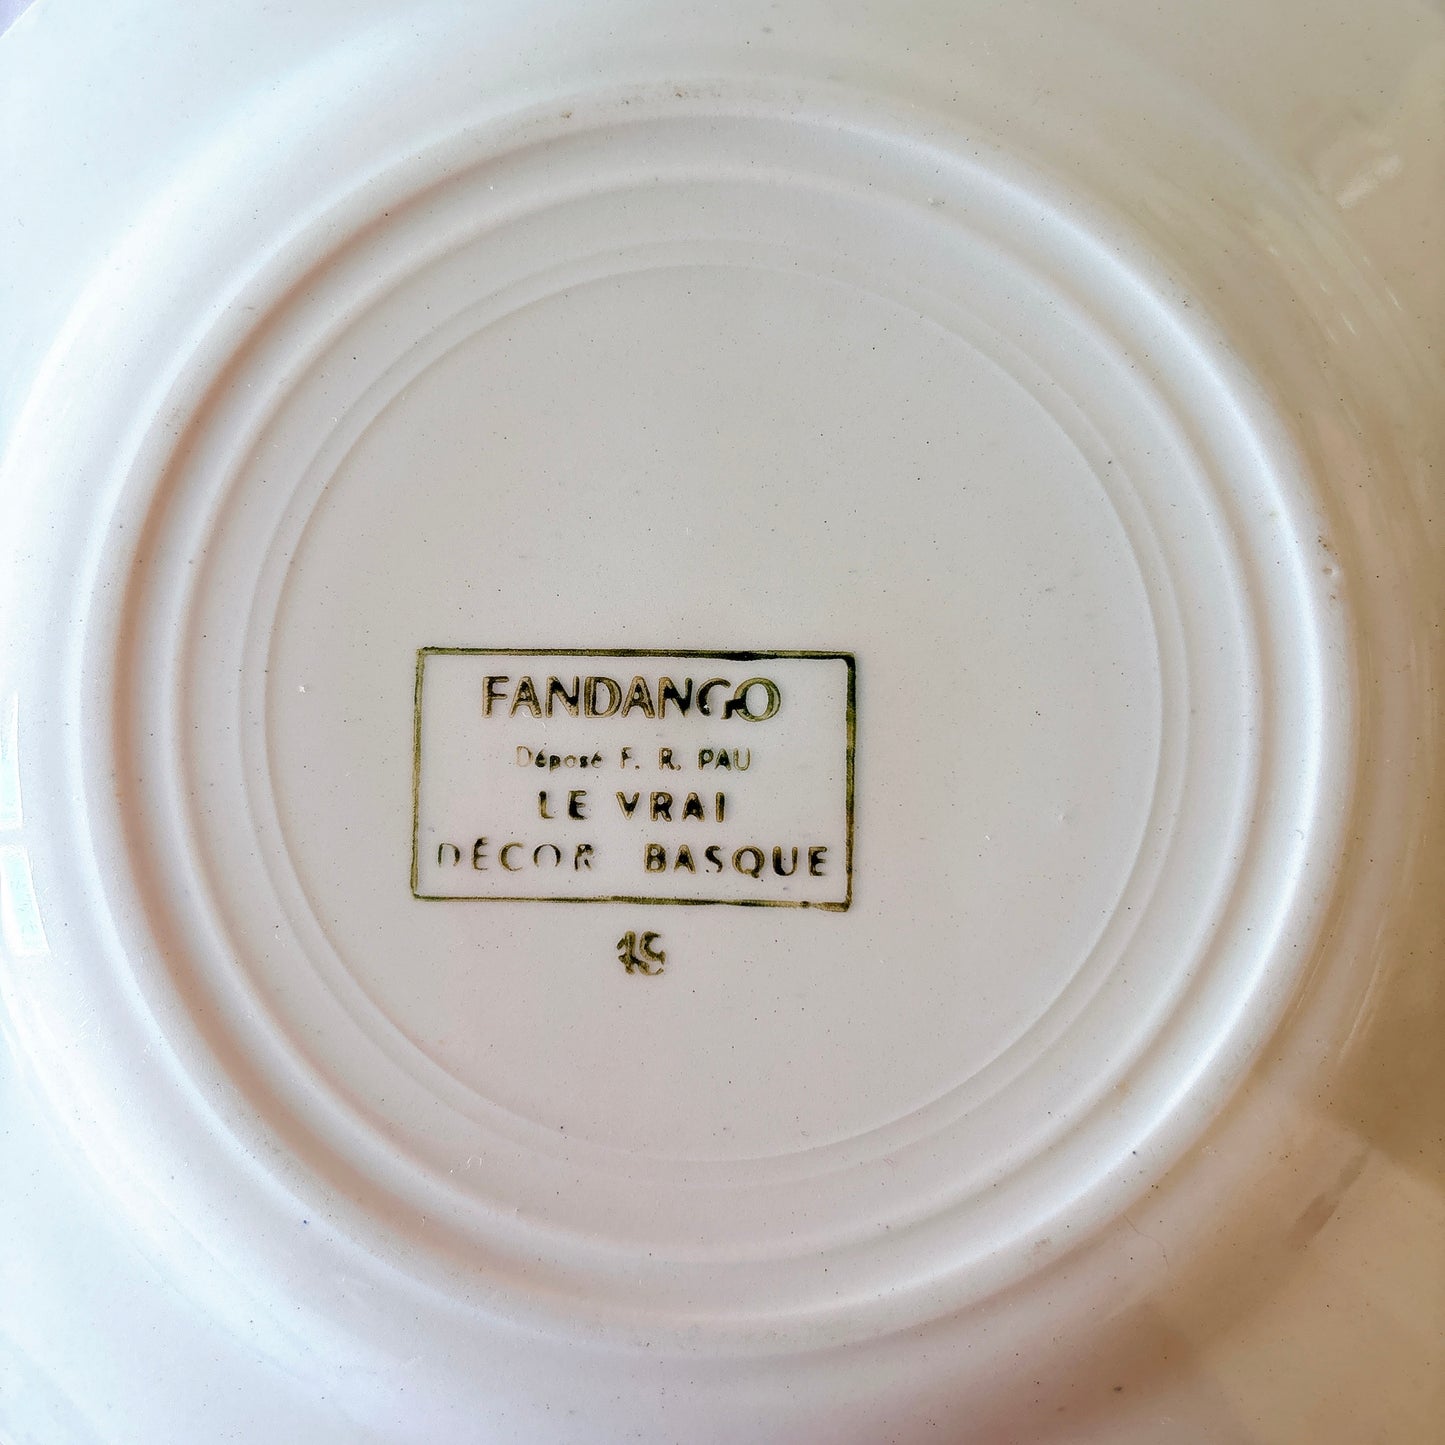 FANDANGO
Déposé F. R. PAU
LE VRAI
DÉCOR BASQUE